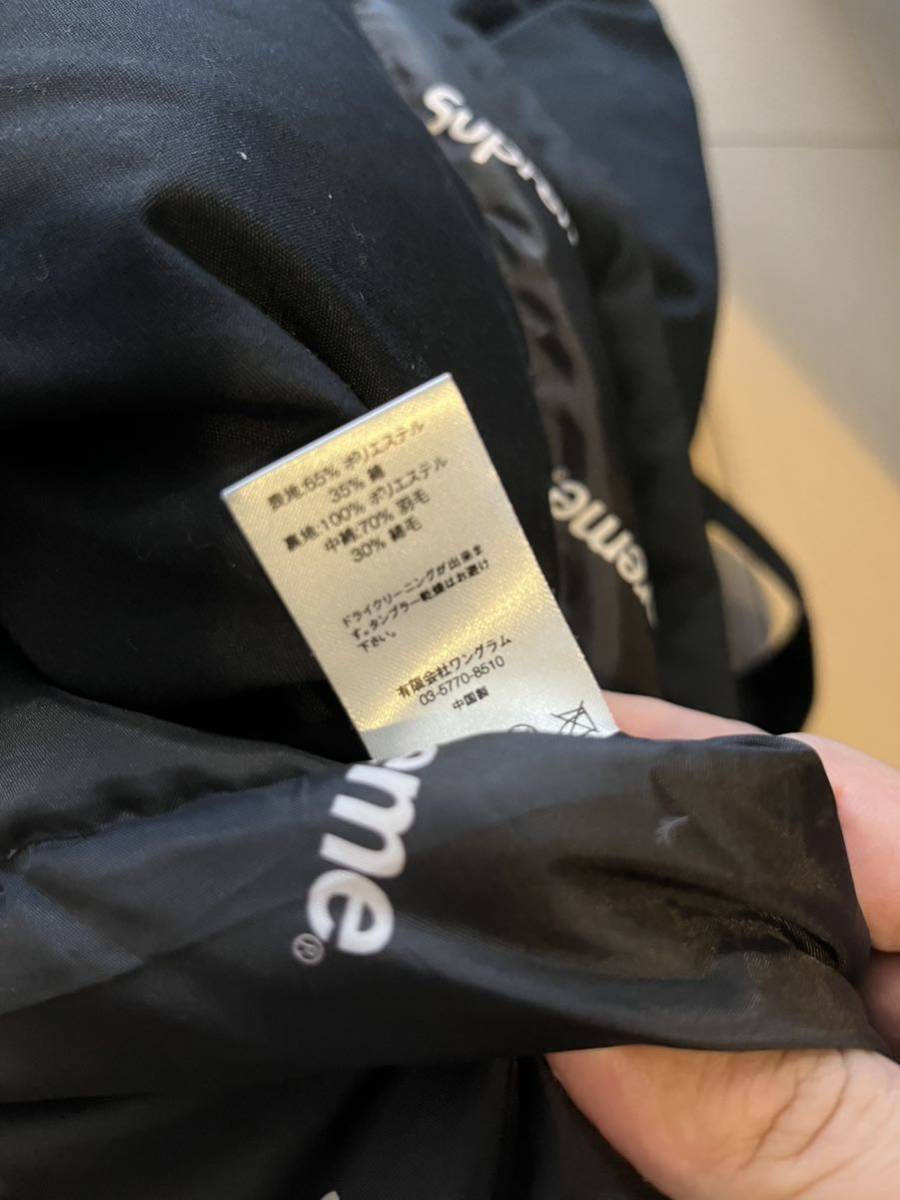 Suprem
reme
表地:65% ポリエステル
35% 綿
裏地:100% ポリエステル
中綿:70% 羽毛
30% 綿毛
ドライクリーニングが出来ま
す。タンブラー乾燥はお避け
下さい。
有限会社ワングラム
03-5770-8510
中国製
eme
®